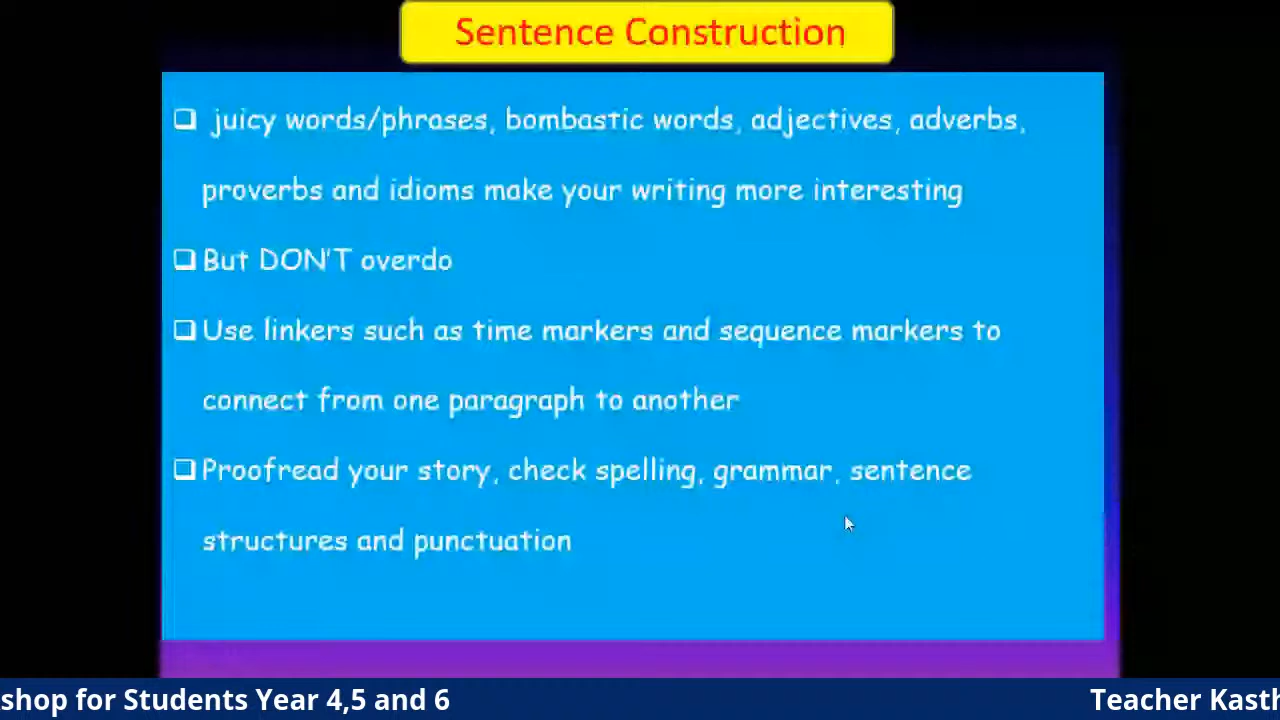 Sentence Construction
juicy words/phrases, bombastic words, adjectives, adverbs,
proverbs and idioms make your writing more interesting
But DON'T overdo
Use linkers such as time markers and sequence markers to
connect from one paragraph to another
Proofread your story, check spelling, grammar, sentence
structures and punctuation
shop for Students Year 4,5 and 6
Teacher Kasth